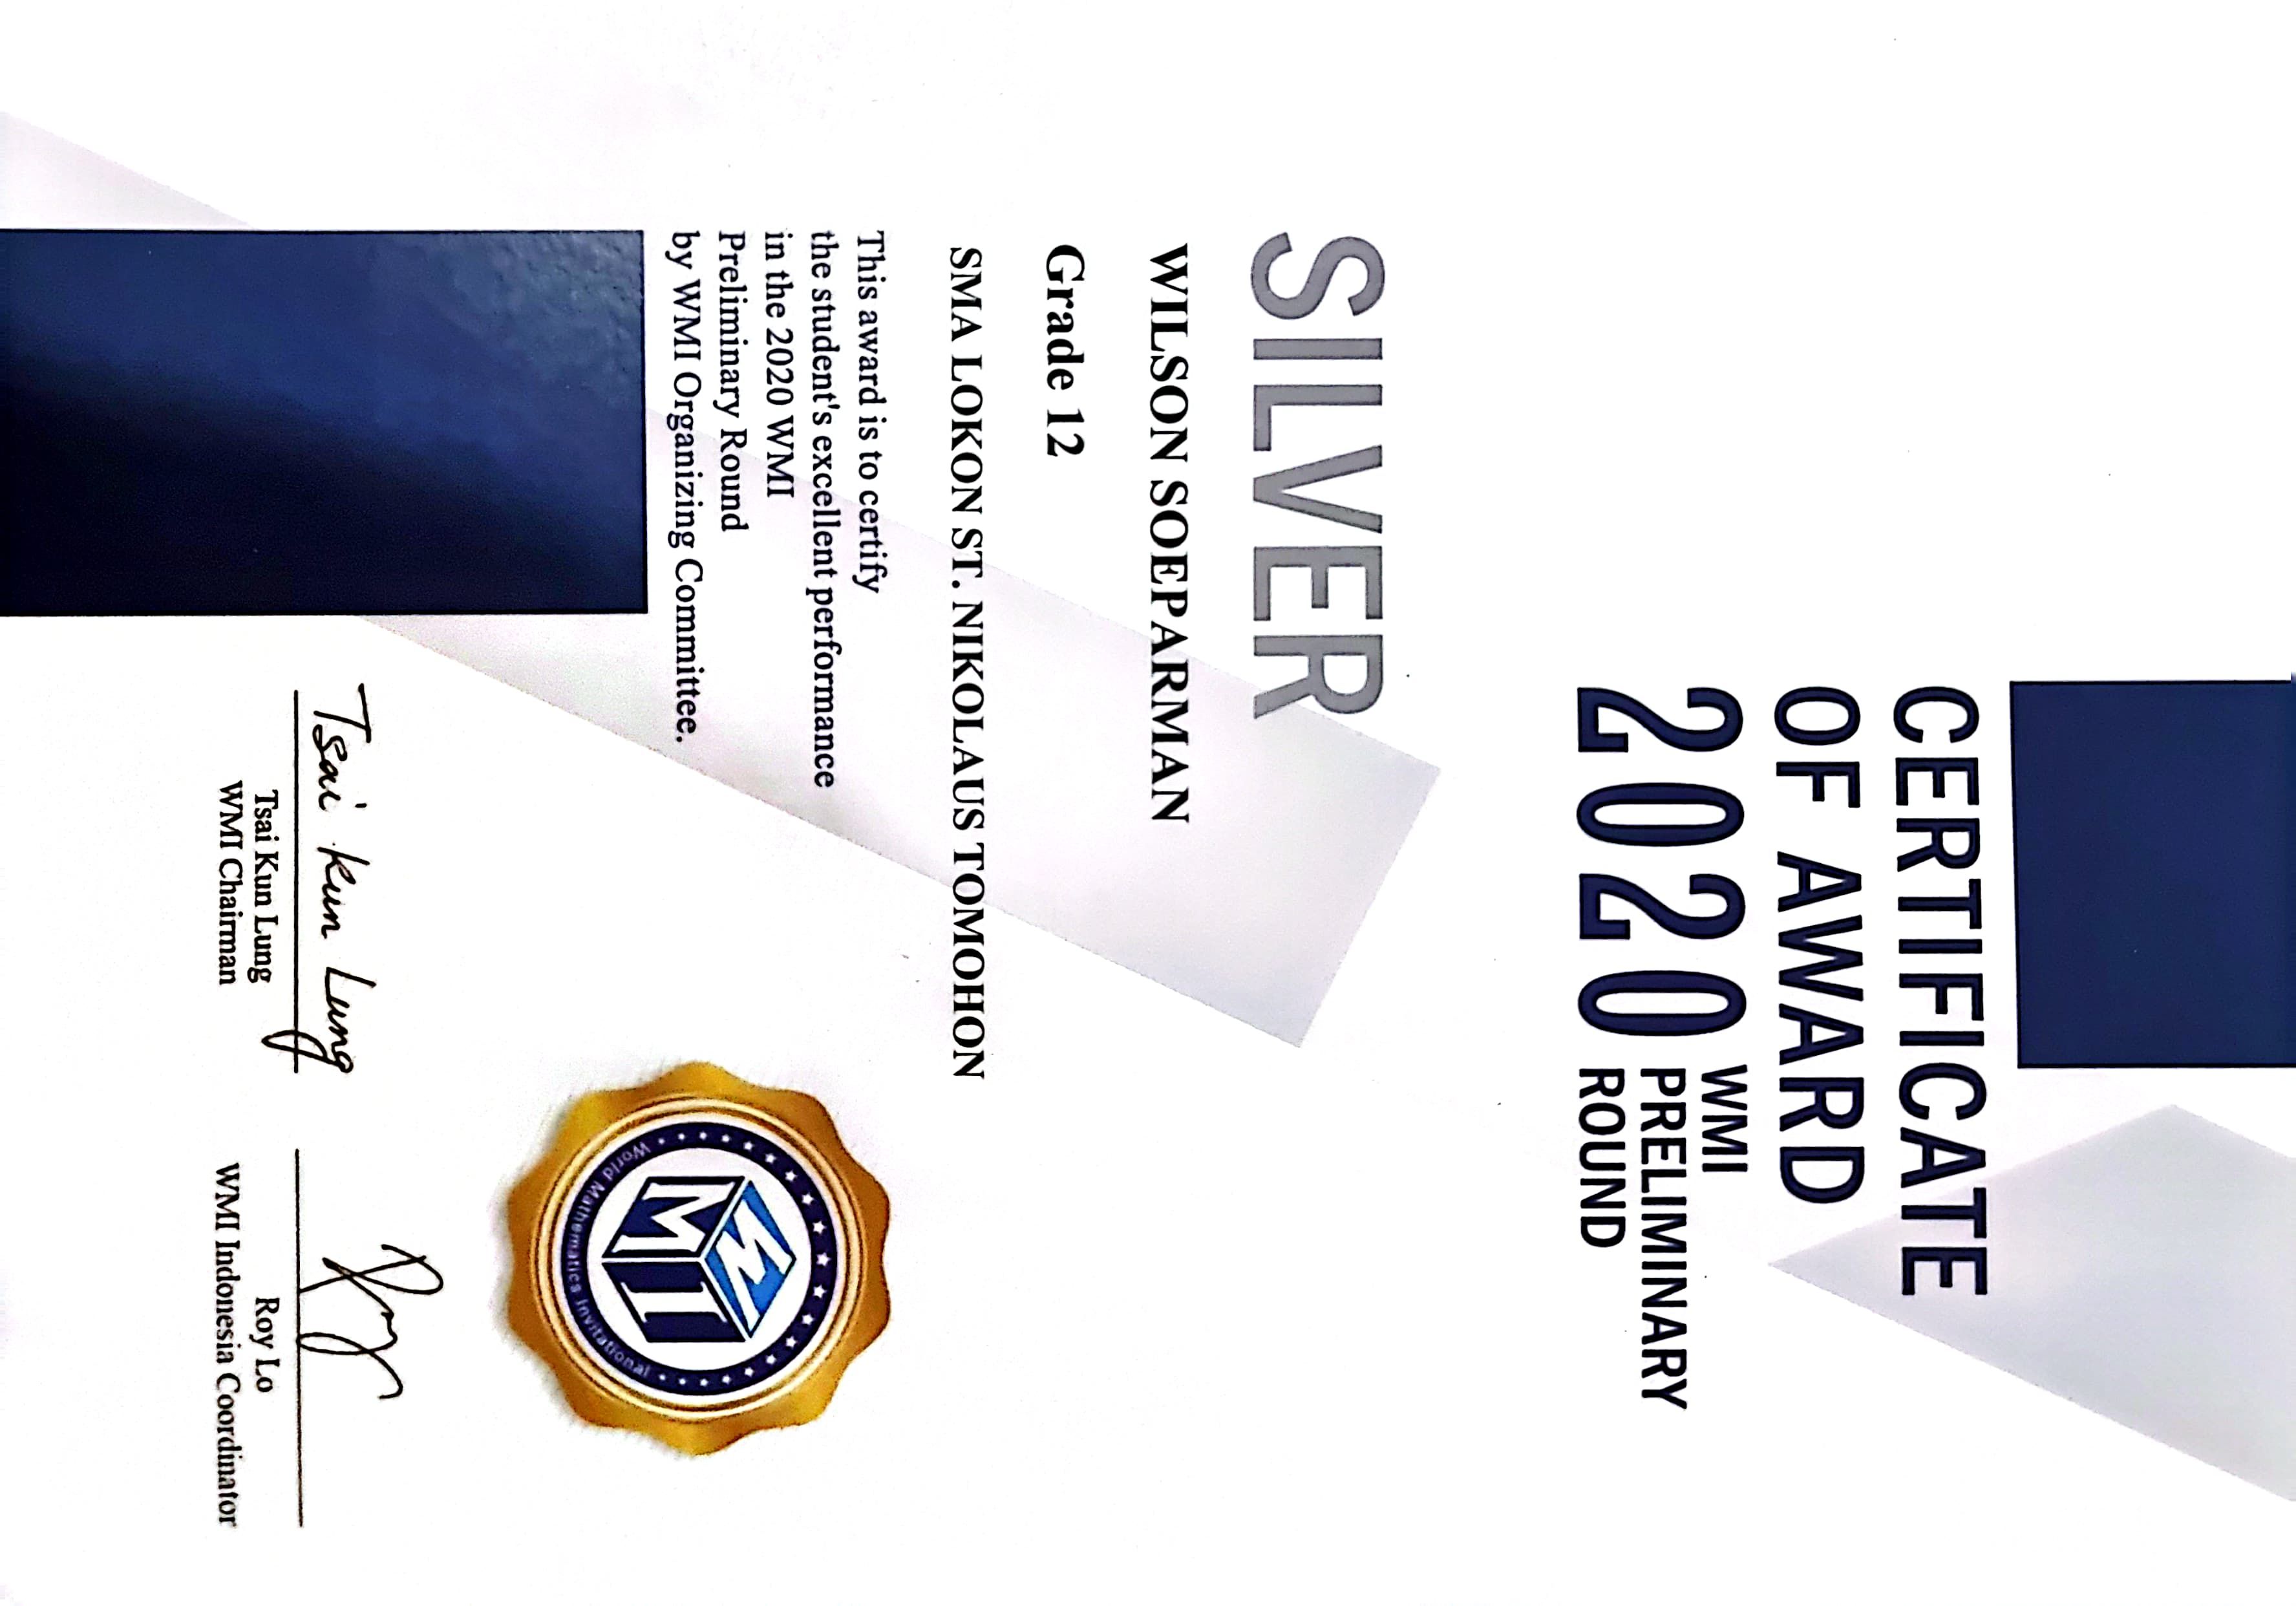 CERTIFICATE
OF AWARD
2020 WMI
PRELIMINARY
ROUND
SILVER
WILSON SOEPARMAN
Grade 12
SMA LOKON ST. NIKOLAUS TOMOHON
This award is to certify
the student's excellent performance
in the 2020 WMI
Preliminary Round
by WMI Organizing Committee.
WMI
World Mathematics Invitational
Tsai Kun Lung
Tsai Kun Lung
WMI Chairman
Roy Lo
WMI Indonesia Coordinator